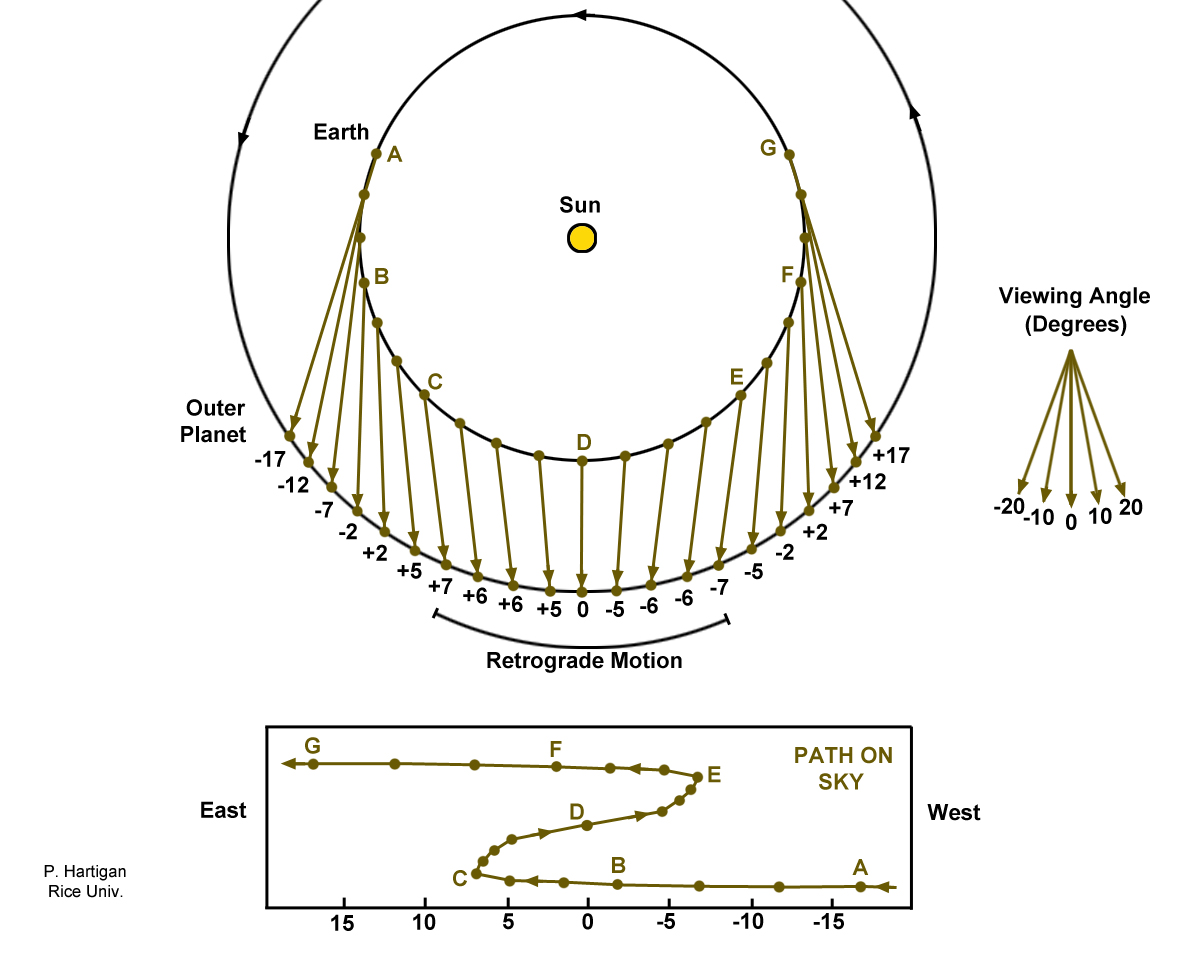 Earth
A
G
Sun
B
F
Viewing Angle
(Degrees)
C
E
Outer
Planet
D
-17
-12
-7
-2
+2
+5
+7
+6
+6
+5
0
-5
-6
-6
-7
-5
-2
+2
+7
+12
+17
-20
-10
0
10
20
Retrograde Motion
G
F
E
PATH ON
SKY
East
D
West
C
B
A
P. Hartigan
Rice Univ.
15
10
5
0
-5
-10
-15